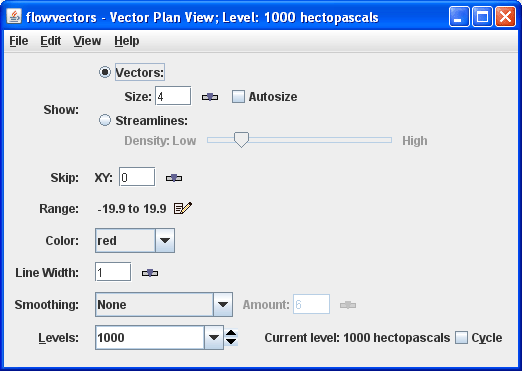 flowvectors - Vector Plan View; Level: 1000 hectopascals
File Edit View Help
Show: Vectors:
Size: 4 Autosize
Streamlines:
Density: Low High
Skip: XY: 0
Range: -19.9 to 19.9
Color: red
Line Width: 1
Smoothing: None Amount: 6
Levels: 1000 Current level: 1000 hectopascals Cycle